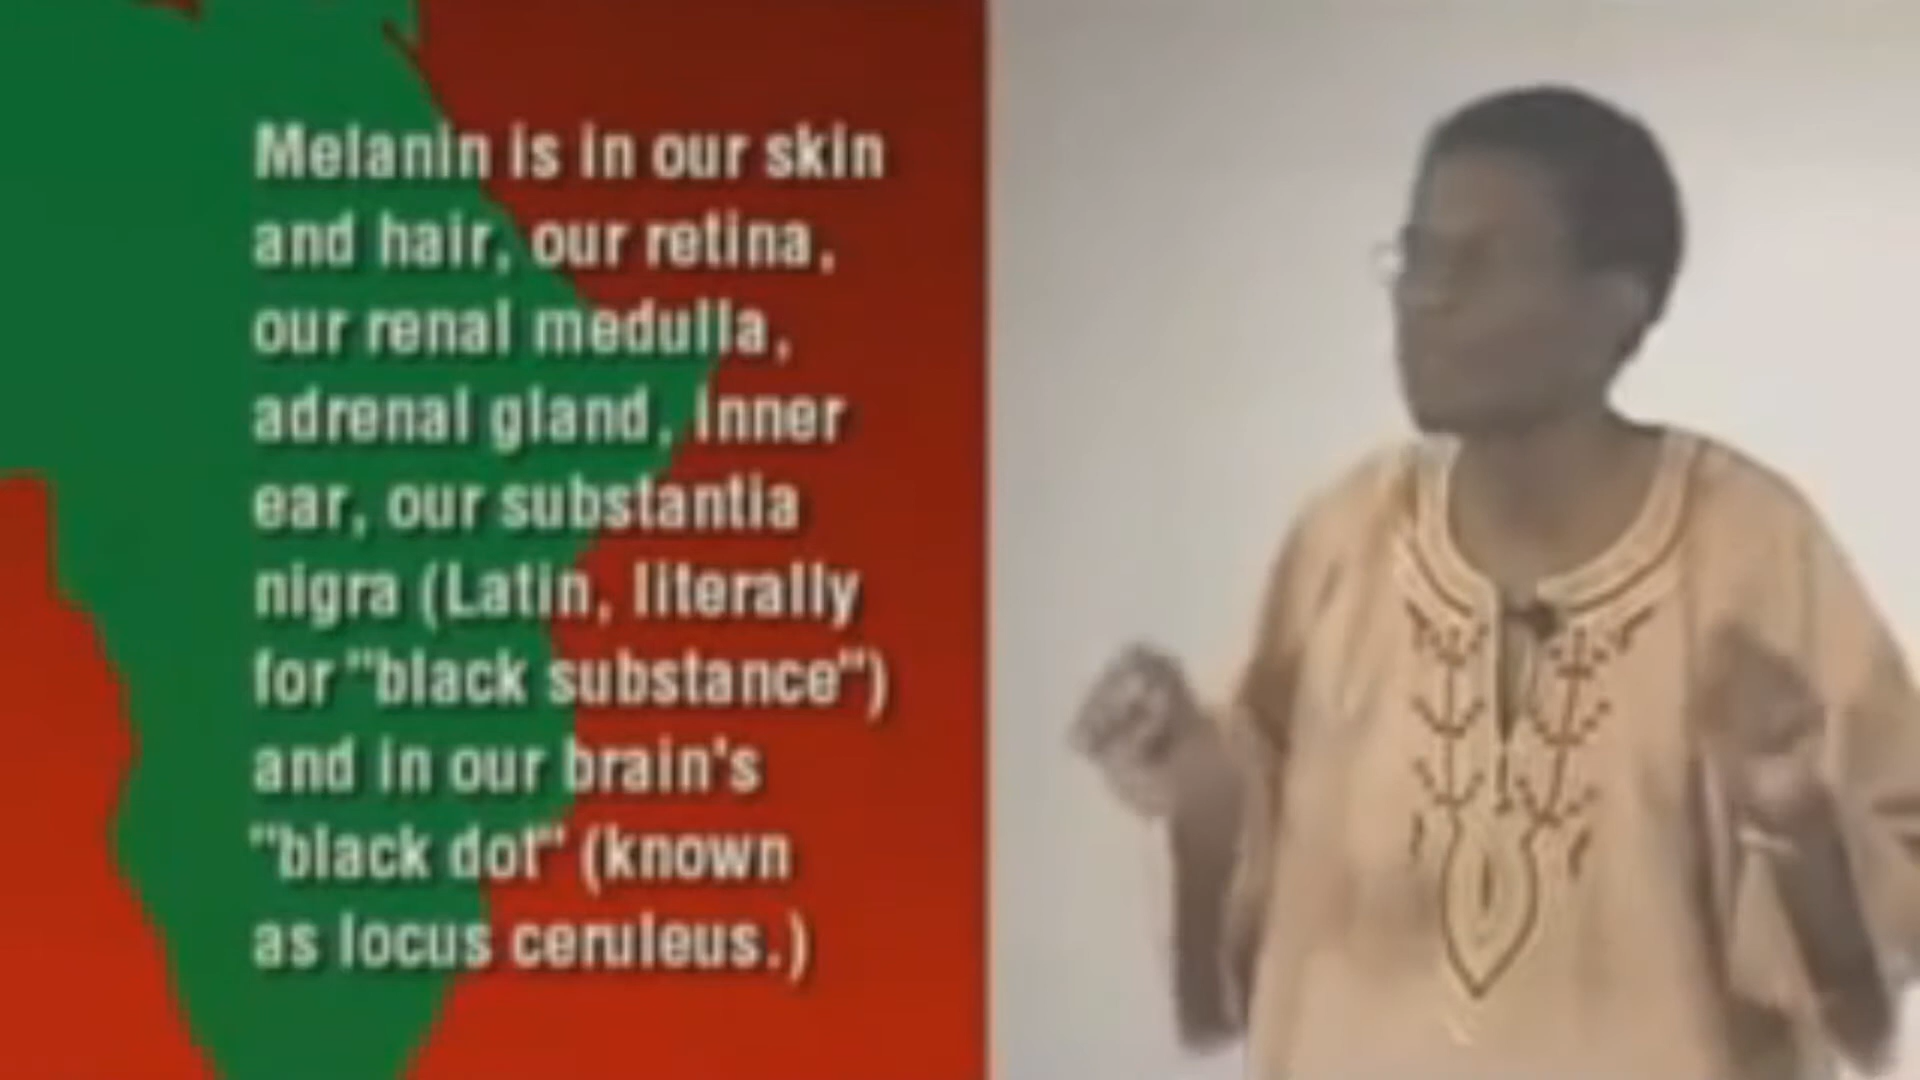 Melanin is in our skin
and hair, our retina,
our renal medulla,
adrenal gland, inner
ear, our substantia
nigra (Latin, literally
for "black substance")
and in our brain's
"black dot" (known
as locus ceruleus.)